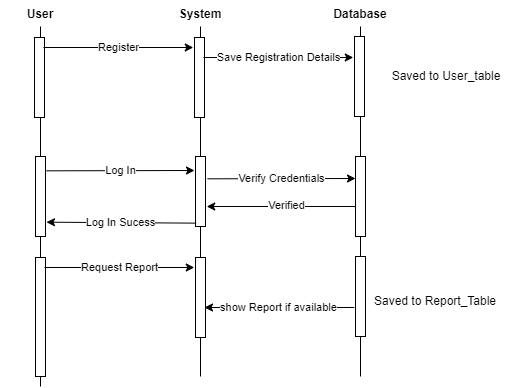 User
System
Database
Register
Save Registration Details
Saved to User_table
Log In
Verify Credentials
Verified
Log In Sucess
Request Report
Saved to Report_Table
show Report if available